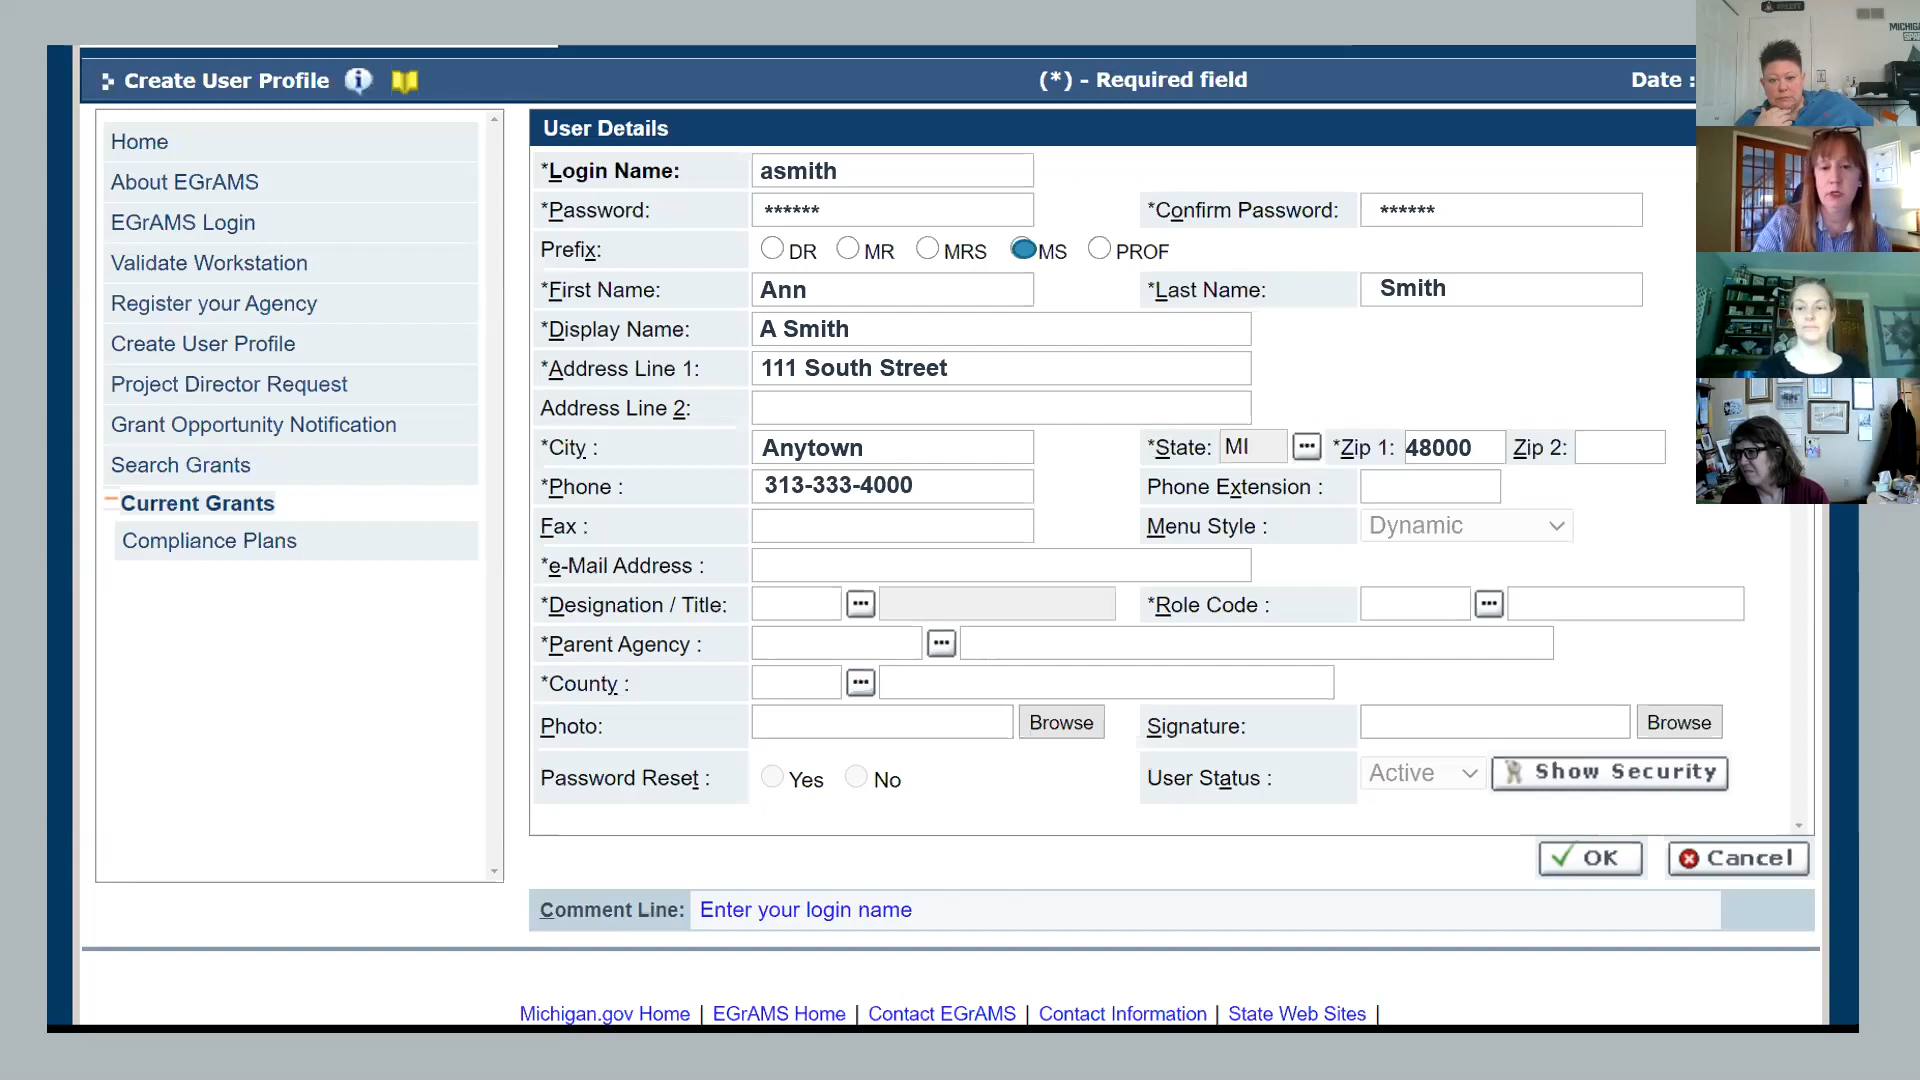 Create User Profile
(*) - Required field
Date :
Home
About EGrAMS
EGrAMS Login
Validate Workstation
Register your Agency
Create User Profile
Project Director Request
Grant Opportunity Notification
Search Grants
Current Grants
Compliance Plans
User Details
*Login Name: asmith
*Password: ****** *Confirm Password: ******
Prefix: DR MR MRS MS PROF
*First Name: Ann *Last Name: Smith
*Display Name: A Smith
*Address Line 1: 111 South Street
Address Line 2:
*City : Anytown *State: MI ... *Zip 1: 48000 Zip 2:
*Phone : 313-333-4000 Phone Extension :
Fax : Menu Style : Dynamic
*e-Mail Address :
*Designation / Title: ... *Role Code : ...
*Parent Agency : ...
*County : ...
Photo: Browse Signature: Browse
Password Reset : Yes No User Status : Active Show Security
OK Cancel
Comment Line: Enter your login name
Michigan.gov Home | EGrAMS Home | Contact EGrAMS | Contact Information | State Web Sites |